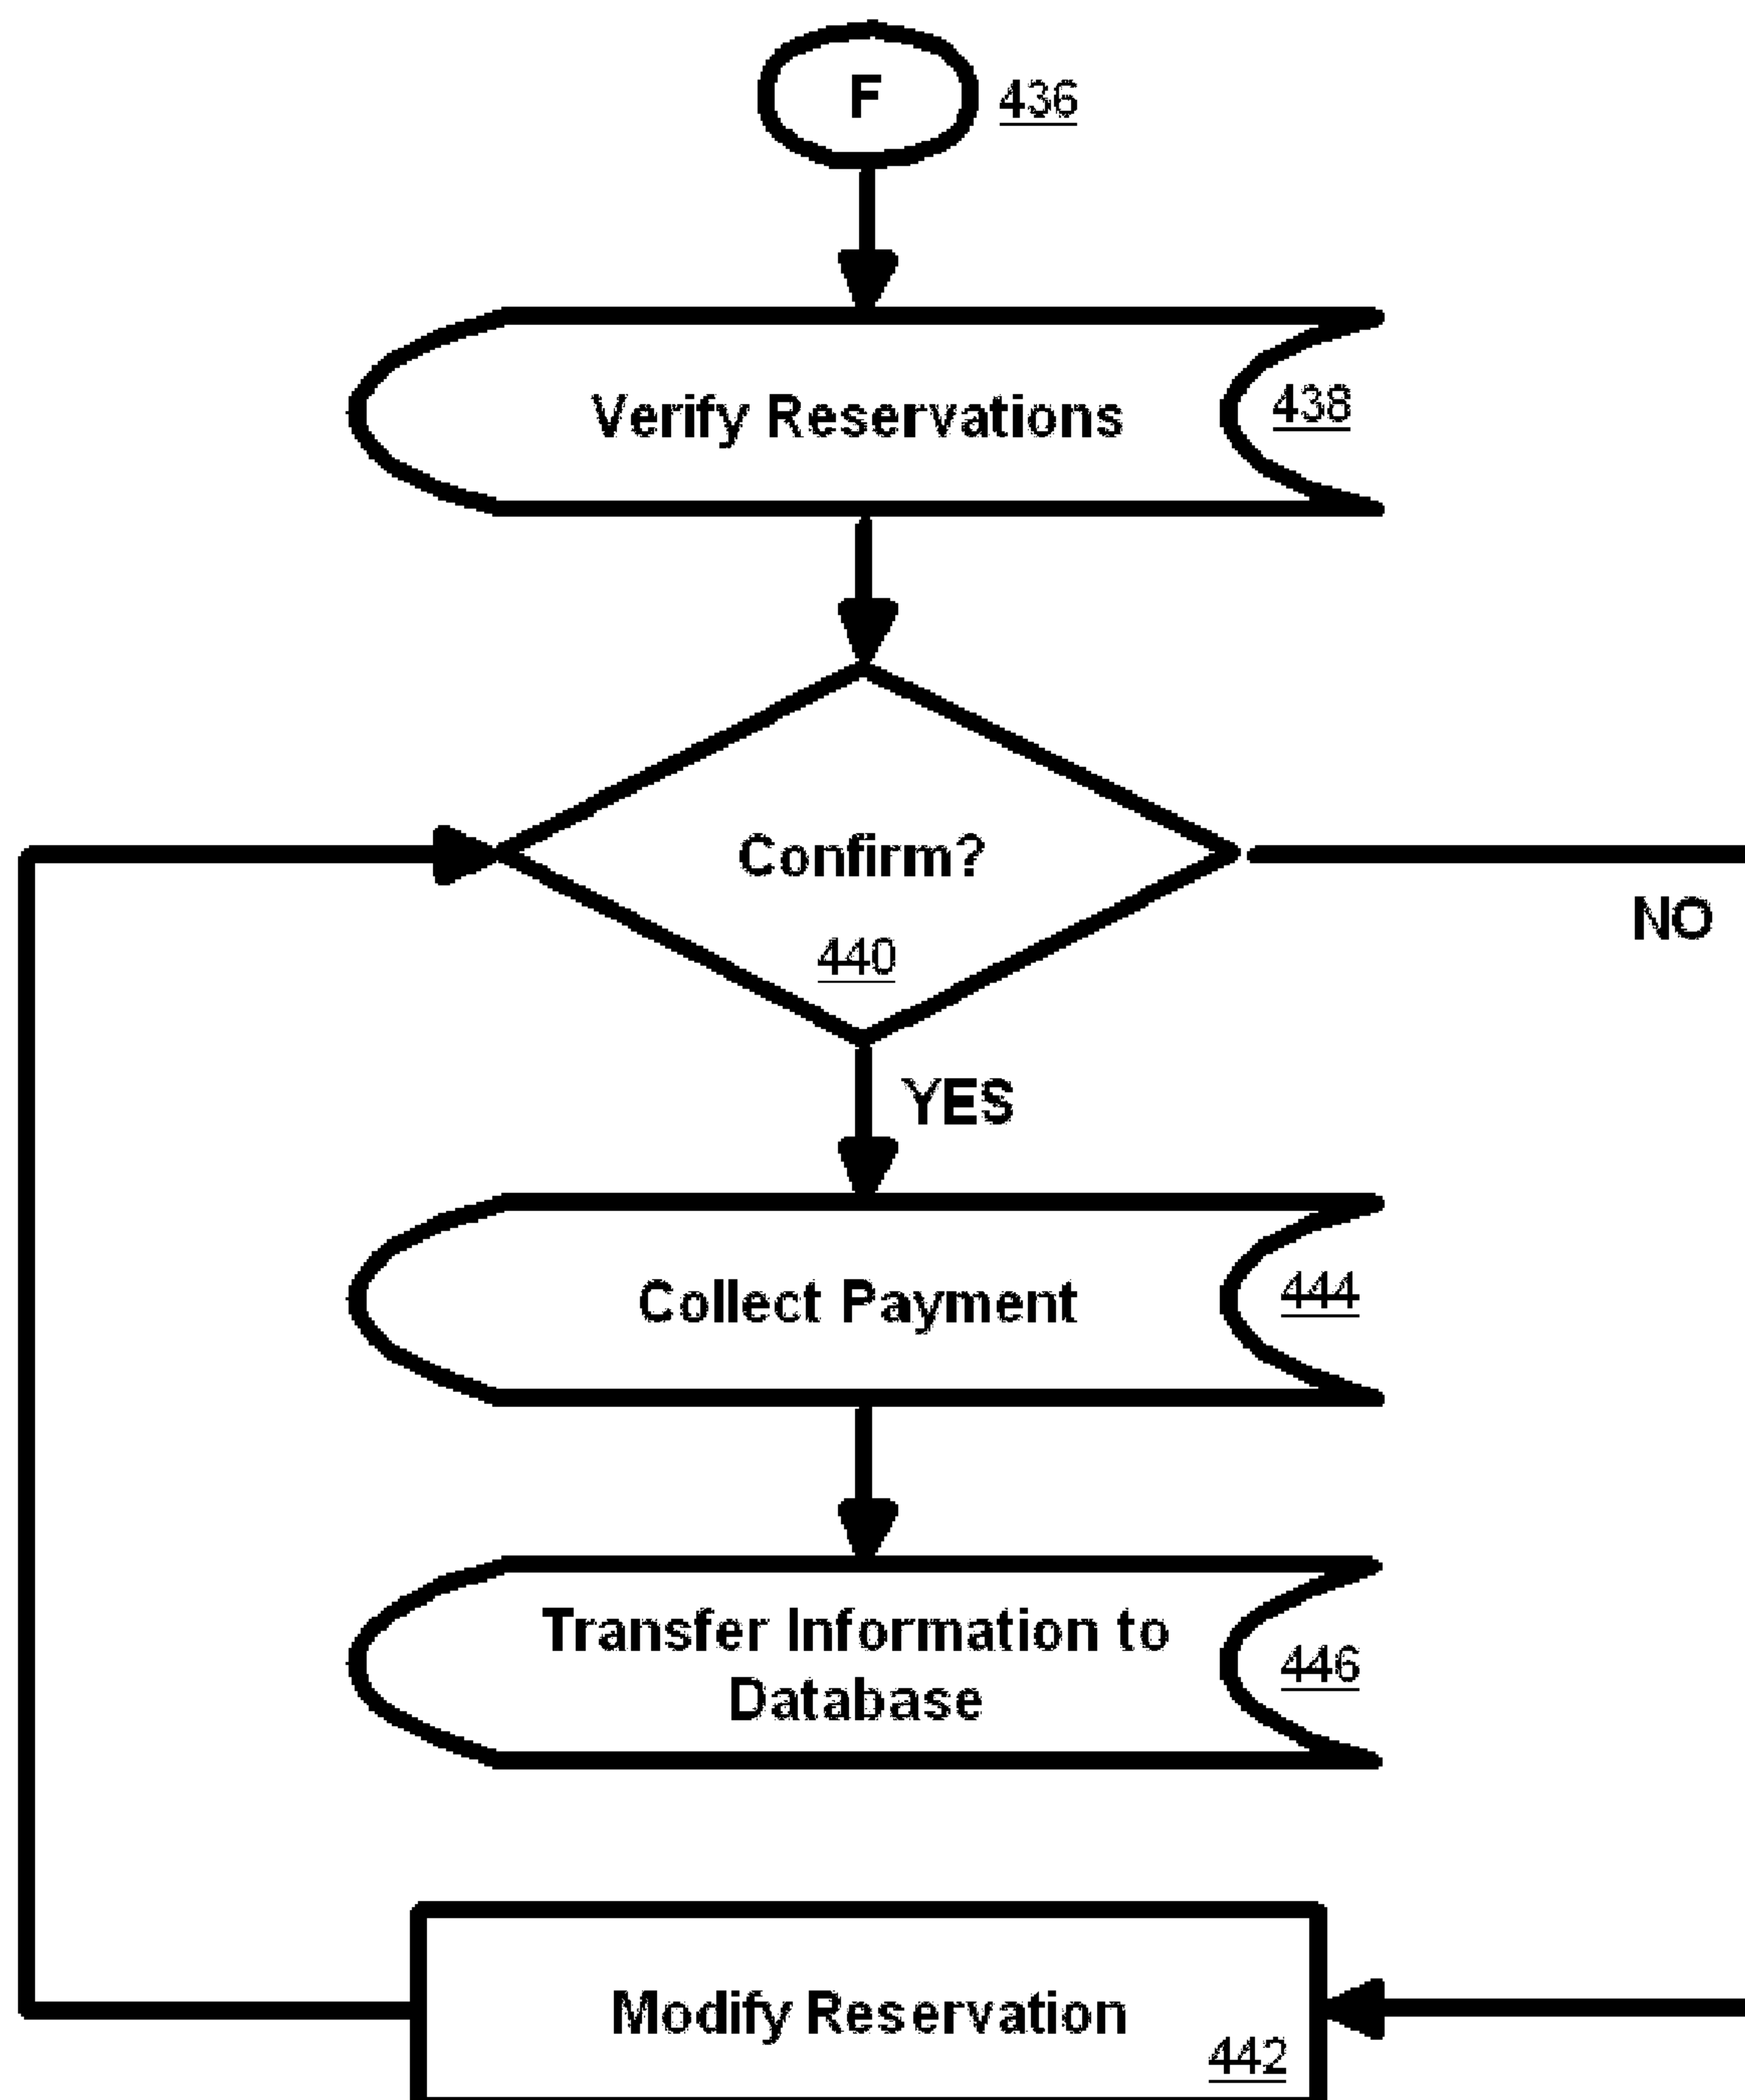 F
436
Verify Reservations
438
Confirm?
440
NO
YES
Collect Payment
444
Transfer Information to
Database
446
Modify Reservation
442